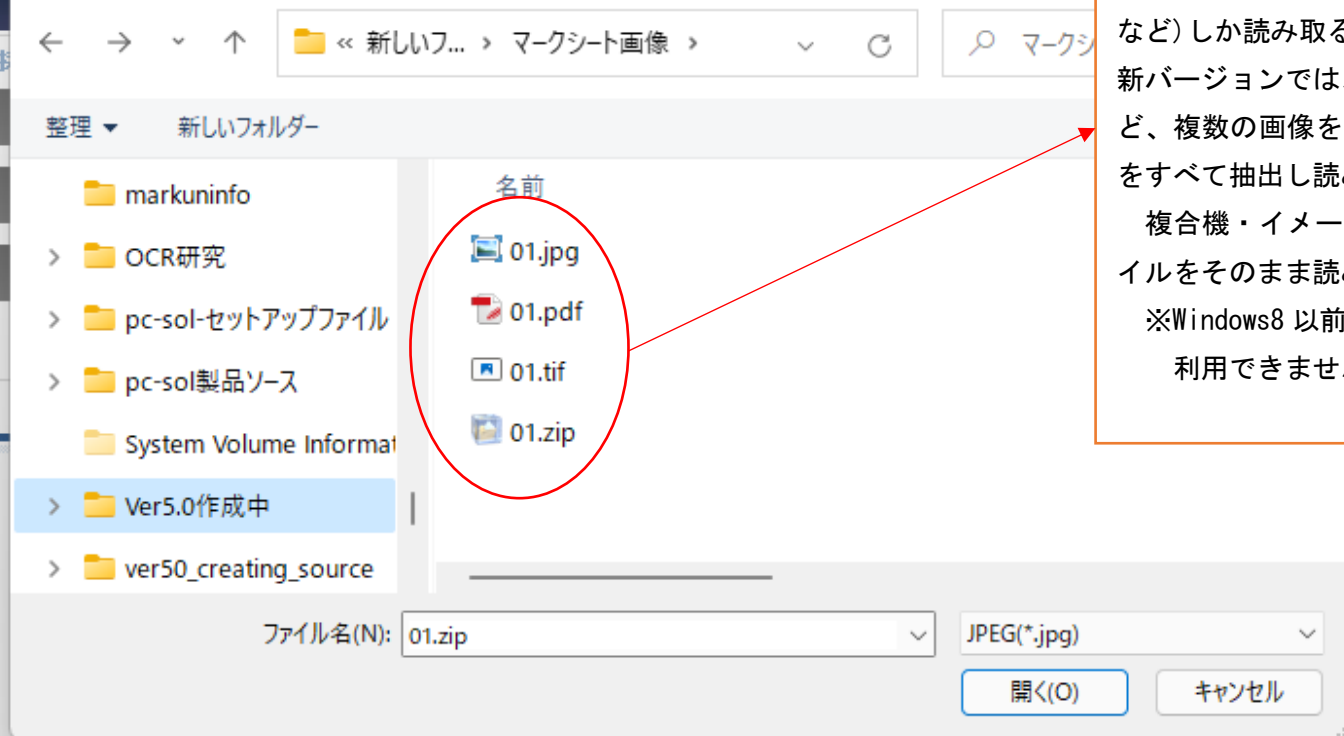 « 新しいフ... › マークシート画像 ›
マークシ
整理
新しいフォルダー
markuninfo
OCR研究
pc-sol-セットアップファイル
pc-sol製品ソース
System Volume Informat
Ver5.0作成中
ver50_creating_source
名前
01.jpg
01.pdf
01.tif
01.zip
ファイル名(N):
01.zip
JPEG(*.jpg)
開く(O)
キャンセル
など)しか読み取る
新バージョンでは
ど、複数の画像を
をすべて抽出し読
複合機・イメー
イルをそのまま読
※Windows8 以前
利用できませ